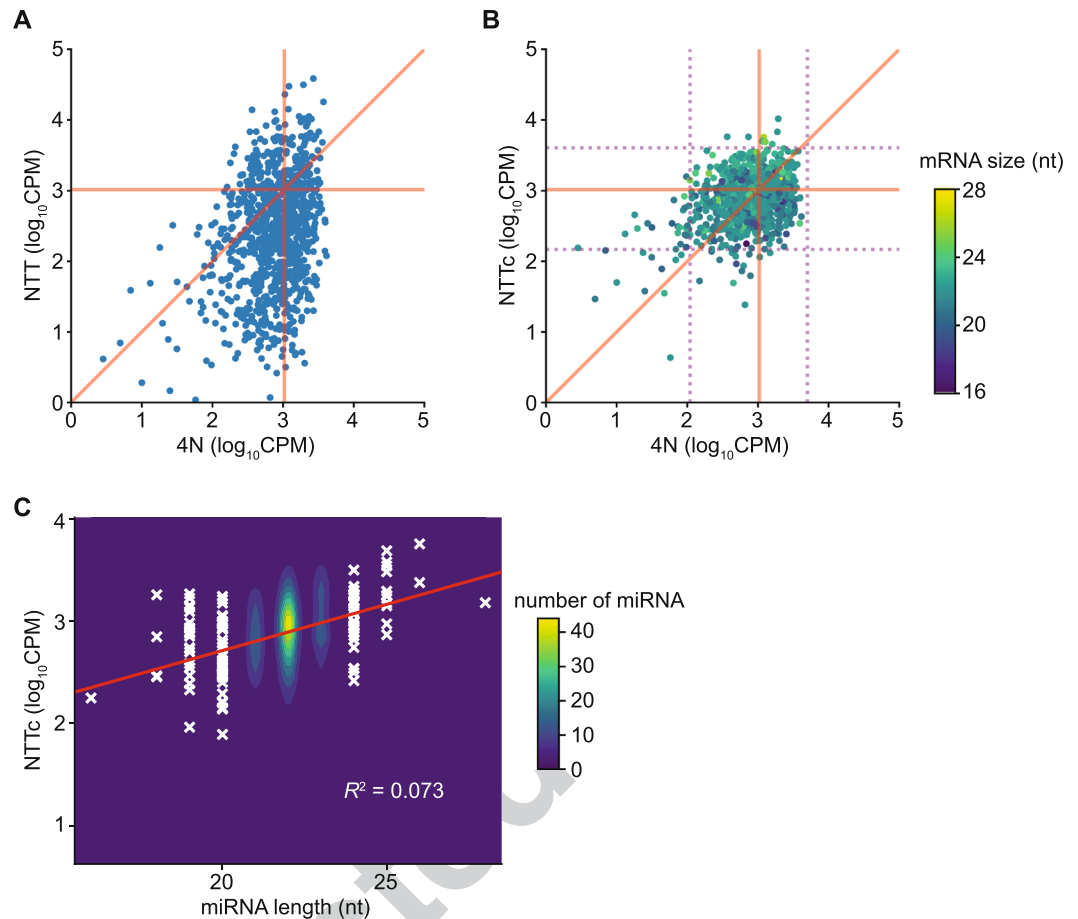 A
5
4
3
2
1
0
NTT (log₁₀CPM)
0 1 2 3 4 5
4N (log₁₀CPM)
B
5
4
3
2
1
0
NTTc (log₁₀CPM)
0 1 2 3 4 5
4N (log₁₀CPM)
mRNA size (nt)
28
24
20
16
C
4
3
2
1
NTTc (log₁₀CPM)
R² = 0.073
20 25
miRNA length (nt)
number of miRNA
40
30
20
10
0